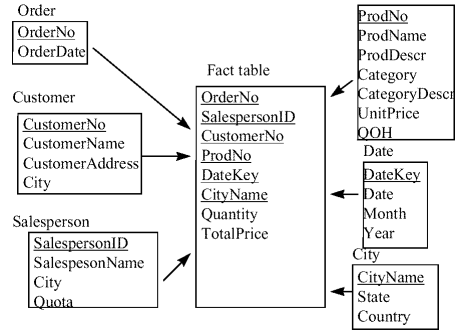 Order
OrderNo
OrderDate
Customer
CustomerNo
CustomerName
CustomerAddress
City
Salesperson
SalespersonID
SalespesonName
City
Quota
Fact table
OrderNo
SalespersonID
CustomerNo
ProdNo
DateKey
CityName
Quantity
TotalPrice
ProdNo
ProdName
ProdDescr
Category
CategoryDescr
UnitPrice
QOH
Date
DateKey
Date
Month
Year
City
CityName
State
Country